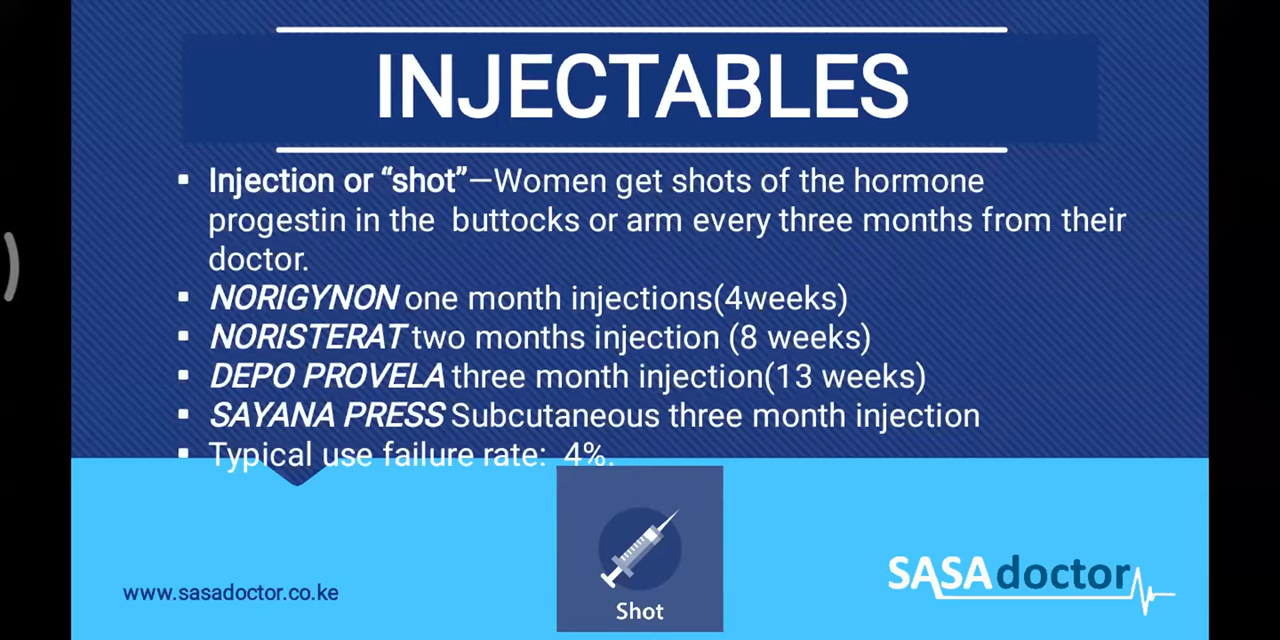 INJECTABLES
▪ Injection or “shot”—Women get shots of the hormone
progestin in the buttocks or arm every three months from their
doctor.
▪ NORIGYNON one month injections(4weeks)
▪ NORISTERAT two months injection (8 weeks)
▪ DEPO PROVELA three month injection(13 weeks)
▪ SAYANA PRESS Subcutaneous three month injection
▪ Typical use failure rate: 4%.
Shot
www.sasadoctor.co.ke
SASAdoctor